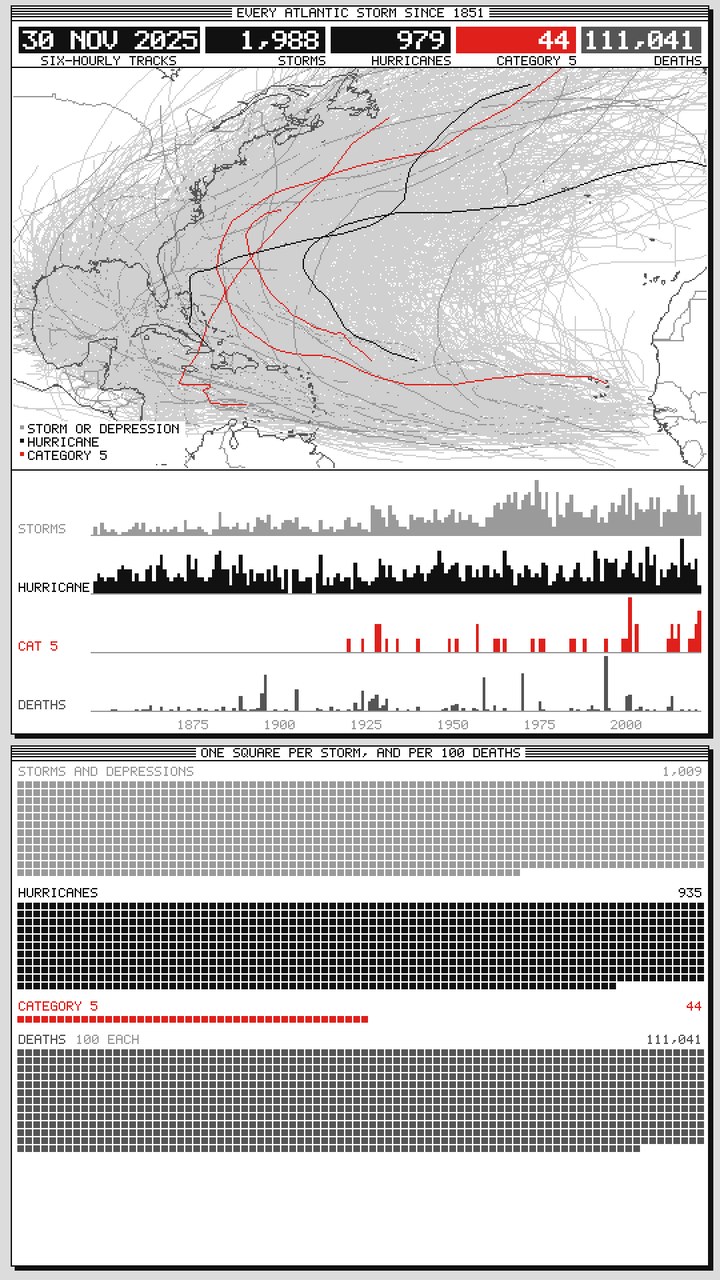 EVERY ATLANTIC STORM SINCE 1851
30 NOV 2025 1,988 979 44 111,041
SIX-HOURLY TRACKS STORMS HURRICANES CATEGORY 5 DEATHS
STORM OR DEPRESSION
HURRICANE
CATEGORY 5
STORMS
HURRICANE
CAT 5
DEATHS
1875 1900 1925 1950 1975 2000
ONE SQUARE PER STORM, AND PER 100 DEATHS
STORMS AND DEPRESSIONS 1,009
HURRICANES 935
CATEGORY 5 44
DEATHS 100 EACH 111,041